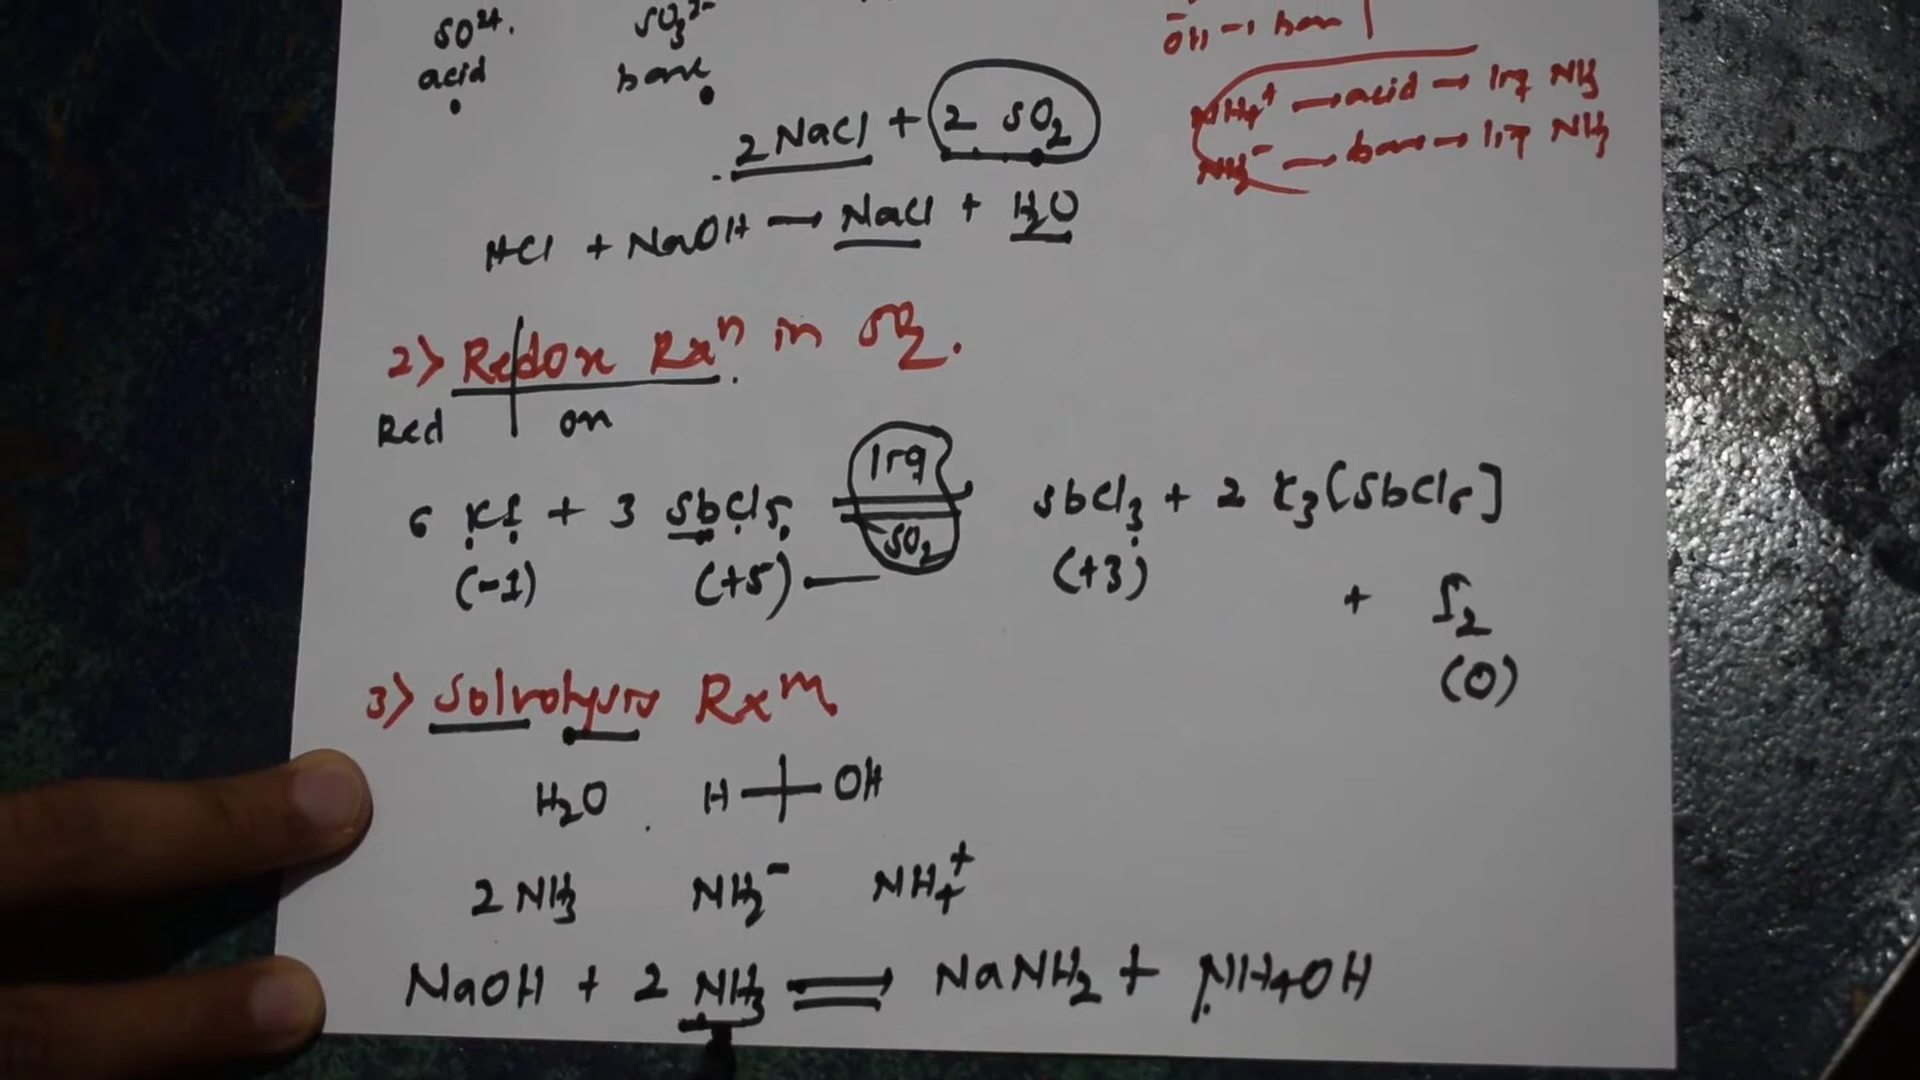 SO²⁺. SO₃²⁻
acid base
OH → base
NH₄⁺ → acid → liq NH₃
NH₂⁻ → base → liq NH₃
2NaCl + 2 SO₂
HCl + NaOH → NaCl + H₂O
2> Redox Rxⁿ in SO₂.
Red on
6 KI + 3 SbCl₅ liq SO₂ SbCl₃ + 2 K₃[SbCl₆]
(-1) (+5) (+3) + I₂
(0)
3> Solvolysis Rxⁿ
H₂O H OH
2 NH₃ NH₂⁻ NH₄⁺
NaOH + 2 NH₃ ⇌ NaNH₂ + NH₄OH